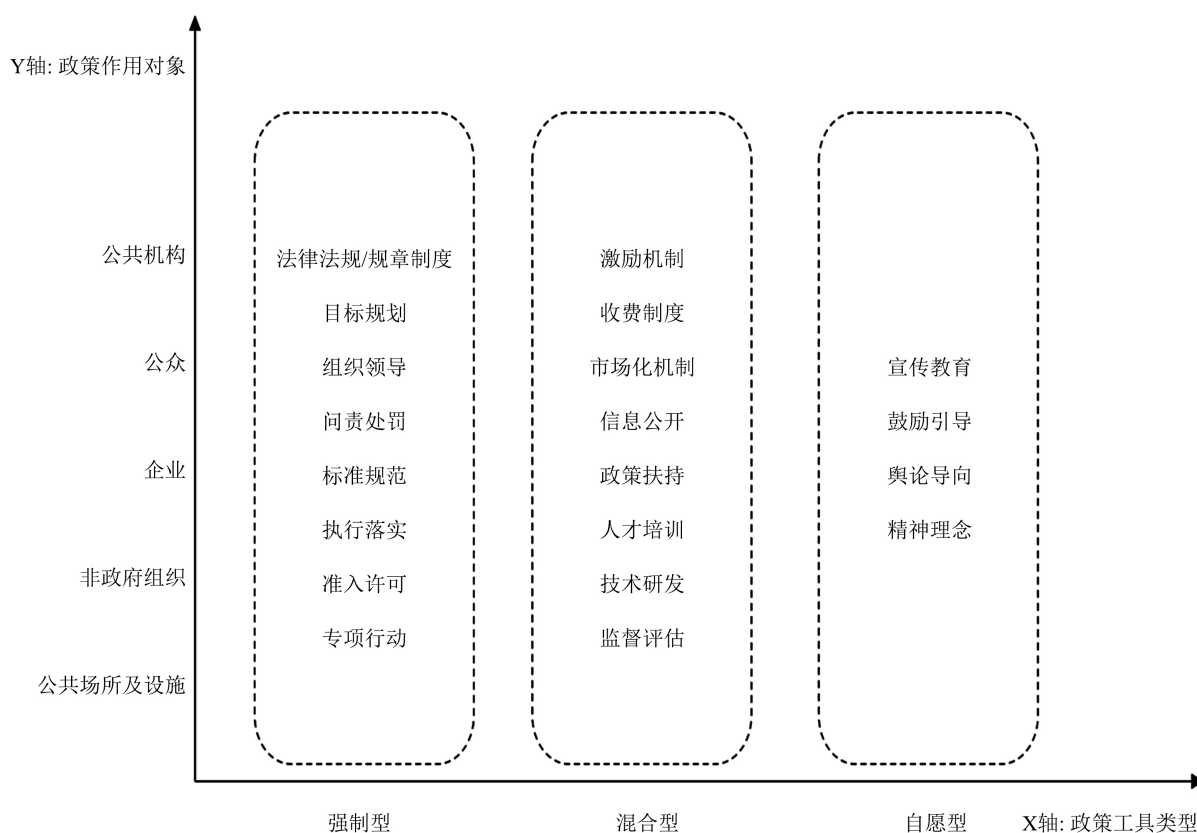 Y轴: 政策作用对象
公共机构
法律法规/规章制度
激励机制
目标规划
收费制度
公众
组织领导
市场化机制
宣传教育
问责处罚
信息公开
鼓励引导
企业
标准规范
政策扶持
舆论导向
执行落实
人才培训
精神理念
非政府组织
准入许可
技术研发
专项行动
监督评估
公共场所及设施
强制型
混合型
自愿型
X轴: 政策工具类型